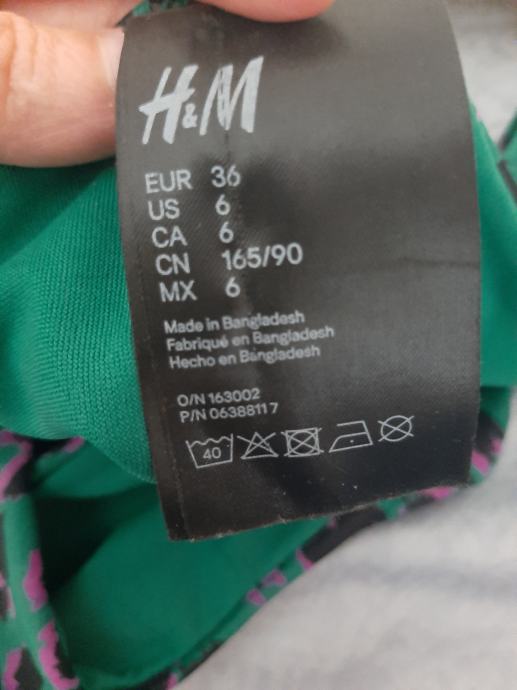 H&M
EUR 36
US 6
CA 6
CN 165/90
MX 6
Made in Bangladesh
Fabriqué en Bangladesh
Hecho en Bangladesh
O/N 163002
P/N 06388117
40